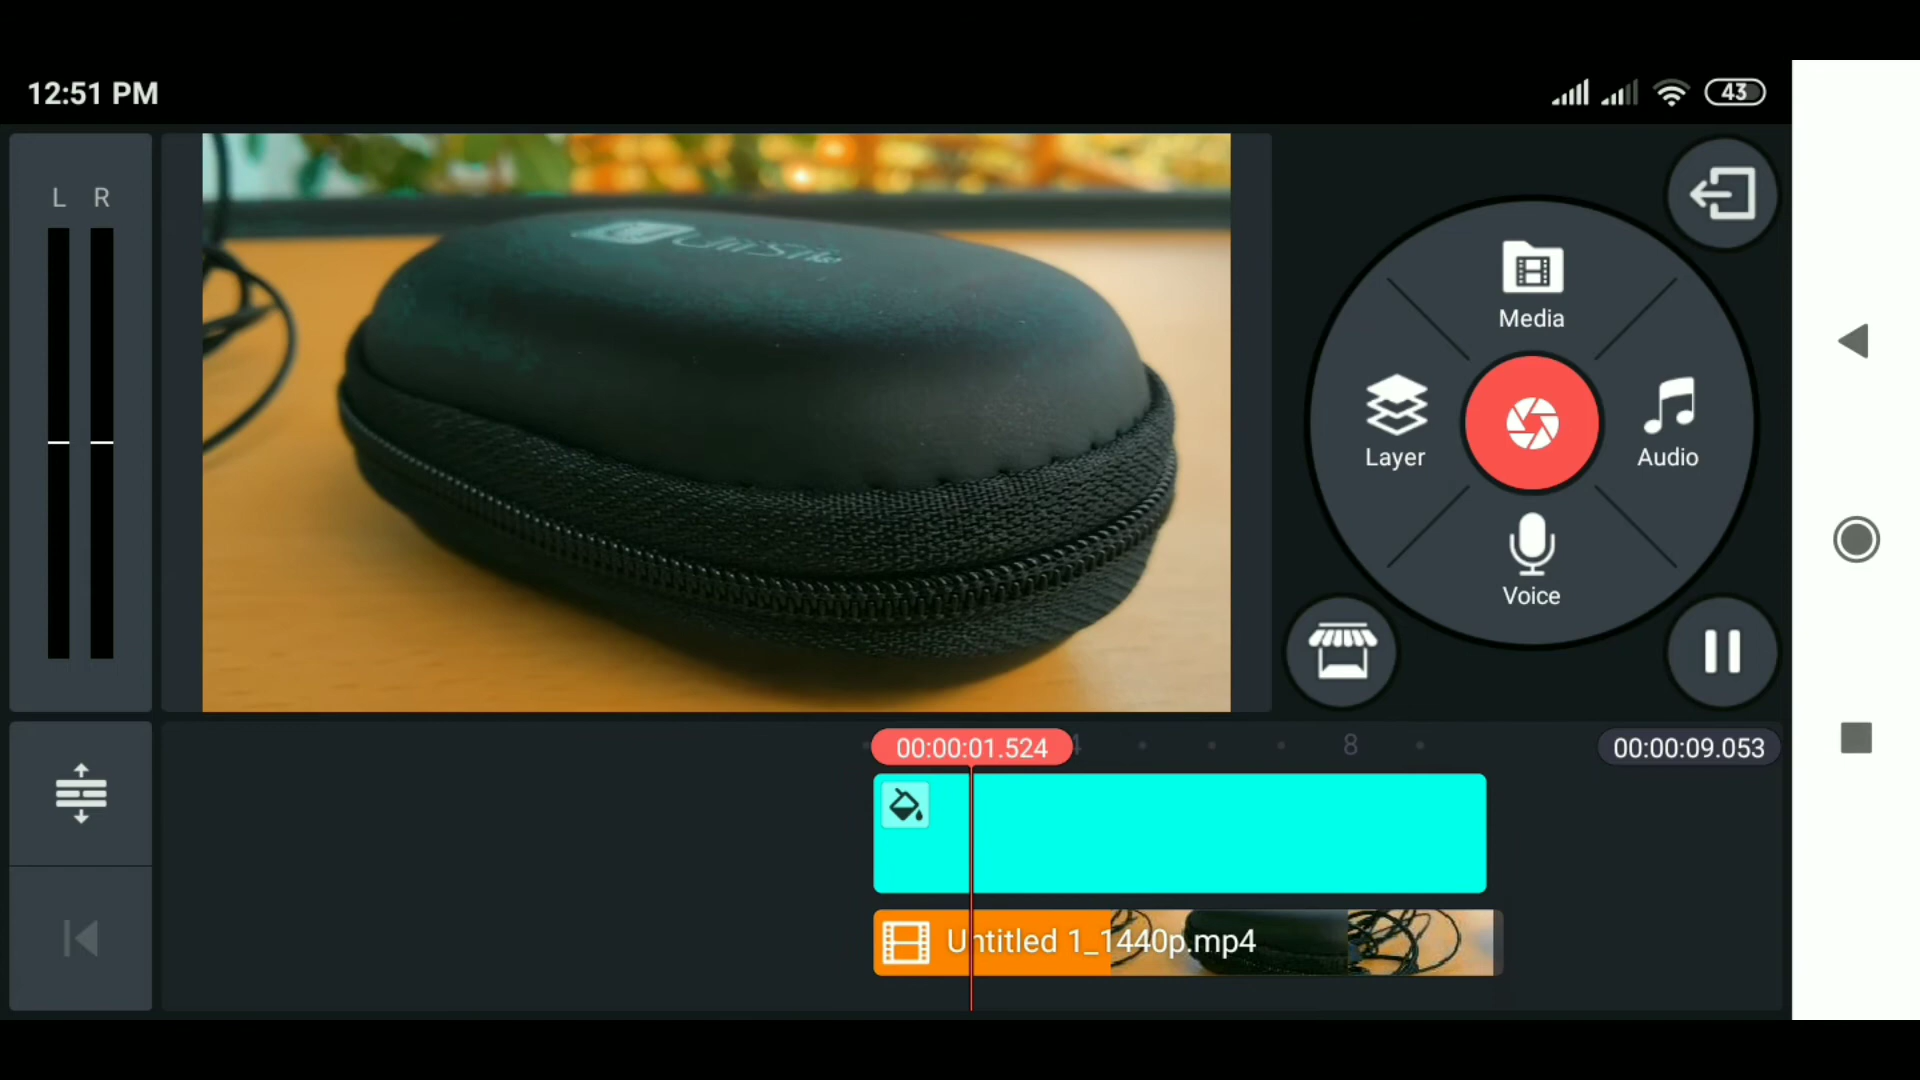 12:51 PM
43
L R
Media
Layer
Audio
Voice
00:00:01.524
8
00:00:09.053
Untitled 1_1440p.mp4